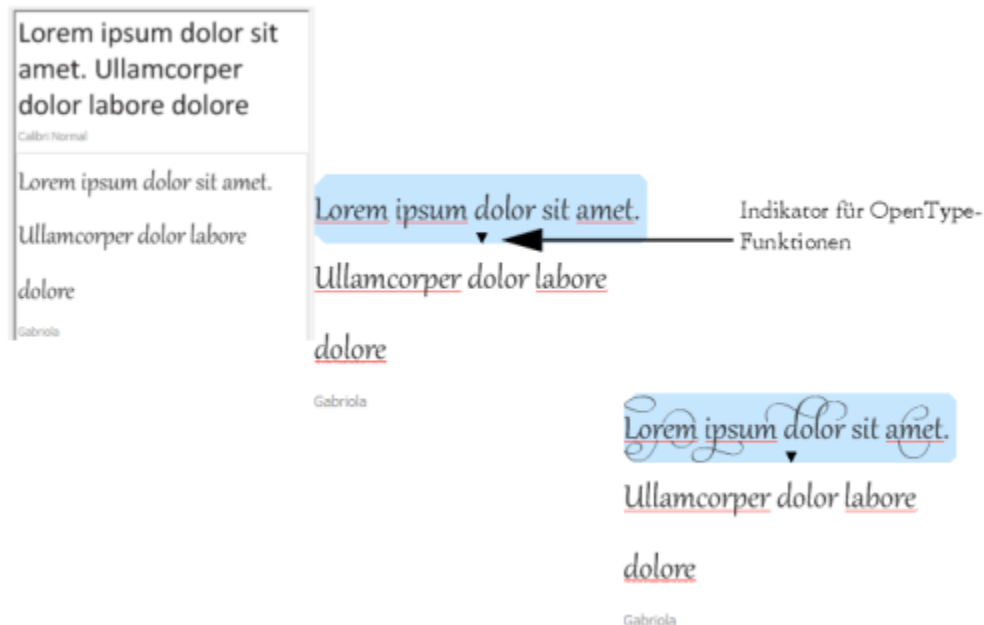 Lorem ipsum dolor sit
amet. Ullamcorper
dolor labore dolore
Calibri Normal
Lorem ipsum dolor sit amet.
Ullamcorper dolor labore
dolore
Gabriola
Lorem ipsum dolor sit amet.
Ullamcorper dolor labore
dolore
Gabriola
Indikator für OpenType-
Funktionen
Lorem ipsum dolor sit amet.
Ullamcorper dolor labore
dolore
Gabriola